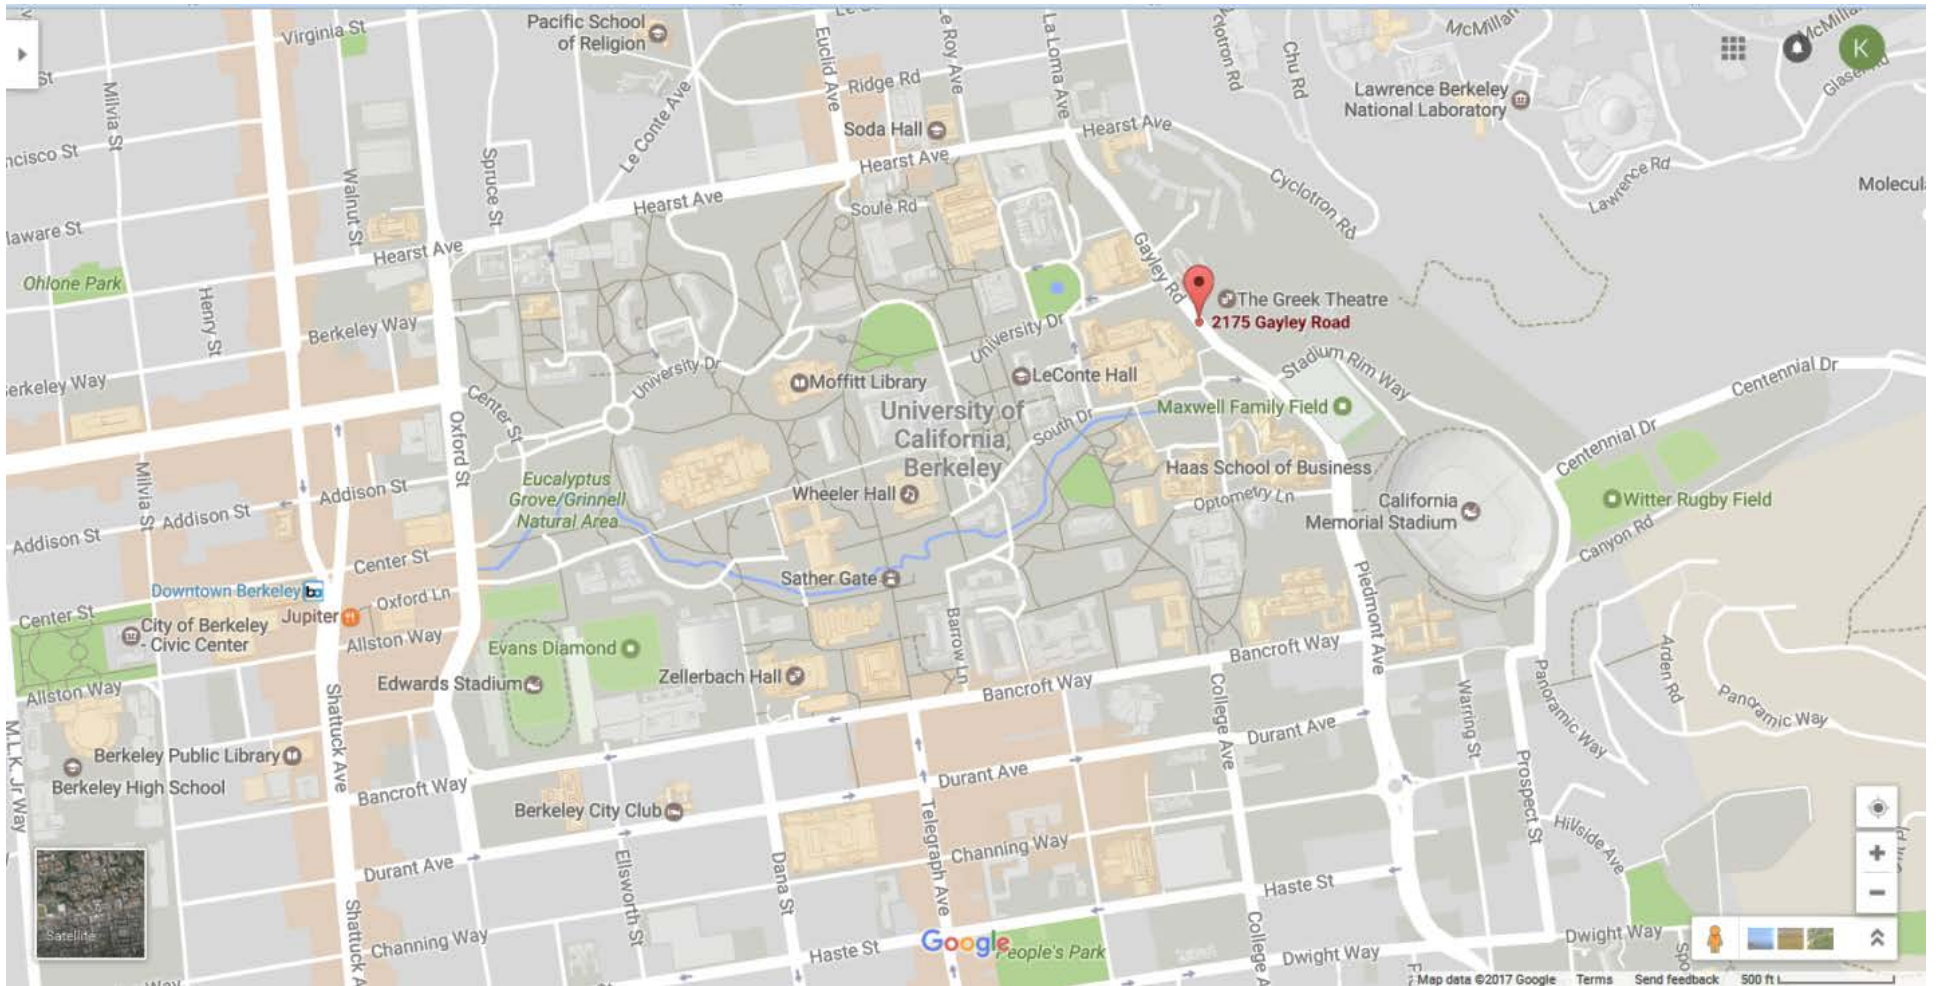 Virginia St
Pacific School
of Religion
Euclid Ave
Le Roy Ave
La Loma Ave
Cyclotron Rd
Chu Rd
McMillan
McMilla
K
Glaser Rd
St
Milvia St
Le Conte Ave
Ridge Rd
Lawrence Berkeley
National Laboratory
Soda Hall
Hearst Ave
Hearst Ave
ncisco St
Spruce St
Walnut St
Hearst Ave
Soule Rd
Cyclotron Rd
Lawrence Rd
Molecul
laware St
Hearst Ave
Gayley Rd
Ohlone Park
Henry St
The Greek Theatre
2175 Gayley Road
Berkeley Way
University Dr
Stadium Rim Way
Centennial Dr
Berkeley Way
University Dr
Moffitt Library
LeConte Hall
Center St
Oxford St
University of
California,
Berkeley
South Dr
Maxwell Family Field
Centennial Dr
Milvia St
Eucalyptus
Grove/Grinnell
Natural Area
Haas School of Business
Addison St
Wheeler Hall
Optometry Ln
California
Memorial Stadium
Witter Rugby Field
Addison St
Addison St
Canyon Rd
Center St
Downtown Berkeley
Sather Gate
Piedmont Ave
Center St
Jupiter
Oxford Ln
City of Berkeley
- Civic Center
Allston Way
Evans Diamond
Barrow Ln
Bancroft Way
Arden Rd
Allston Way
Edwards Stadium
Zellerbach Hall
Bancroft Way
College Ave
Warring St
Panoramic Way
Panoramic Way
M.L.K. Jr Way
Shattuck Ave
Berkeley Public Library
Berkeley High School
Durant Ave
Prospect St
Bancroft Way
Durant Ave
Berkeley City Club
Telegraph Ave
Hillside Ave
Durant Ave
Ellsworth St
Dana St
Channing Way
Haste St
Satellite
Shattuck A
Channing Way
Haste St
Google
People's Park
College A
Dwight Way
Dwight Way
Spo
Way
Map data ©2017 Google
Terms
Send feedback
500 ft